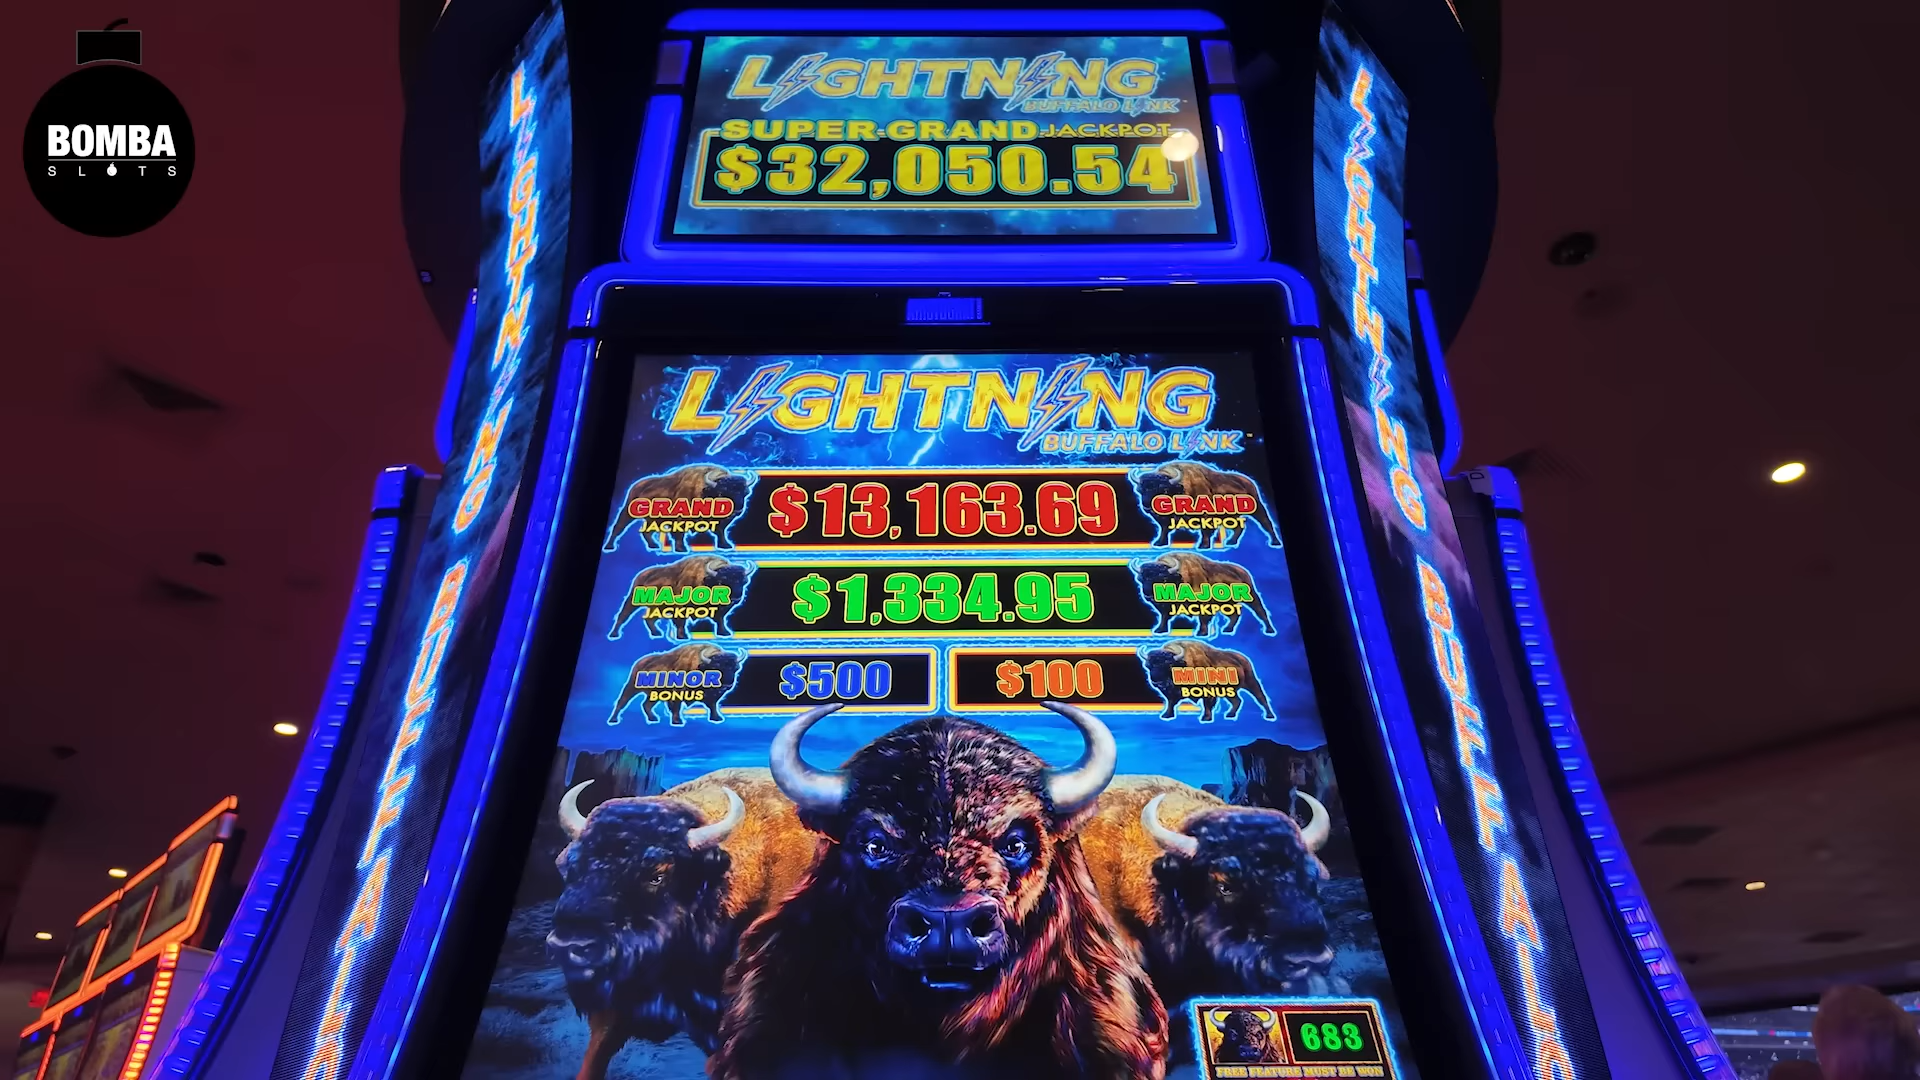 BOMBA
SLOTS
LIGHTNING
BUFFALO LINK™
SUPER GRAND JACKPOT
$32,050.54
LIGHTNING BUFFALO
LIGHTNING BUFFALO
LIGHTNING
BUFFALO LINK™
GRAND
JACKPOT
$13,163.69
GRAND
JACKPOT
MAJOR
JACKPOT
$1,334.95
MAJOR
JACKPOT
MINOR
BONUS
$500
$100
MINI
BONUS
683
FREE FEATURE MUST BE WON